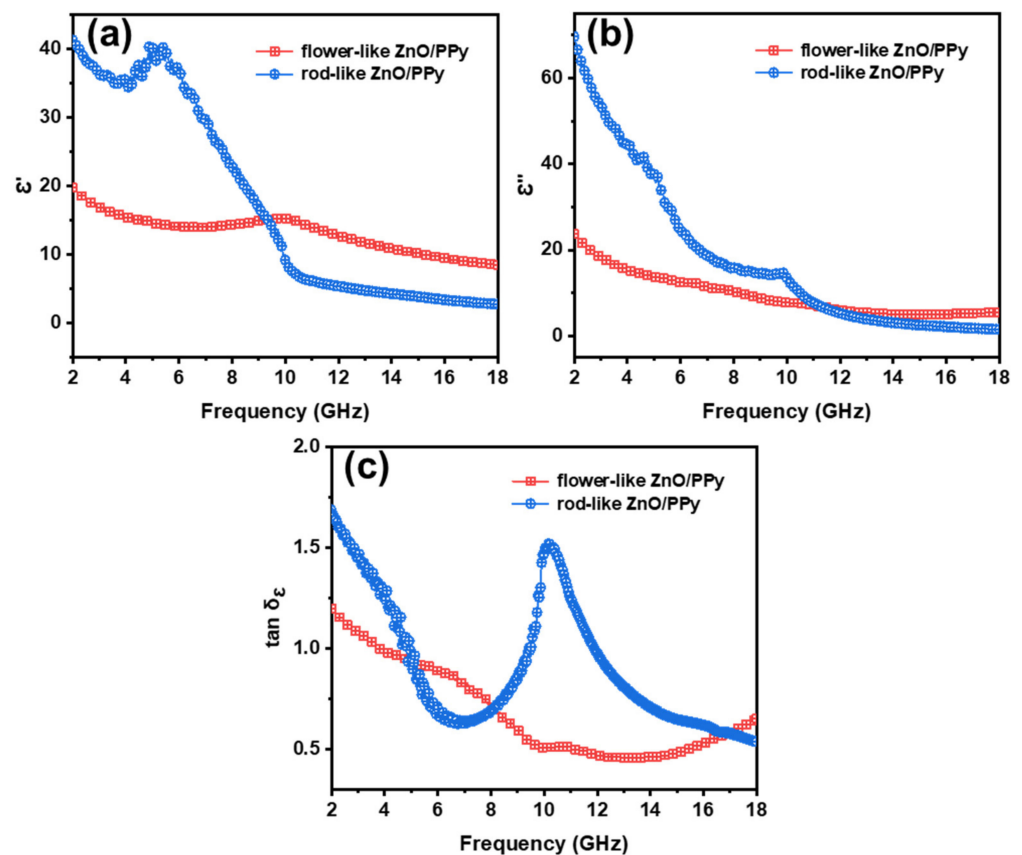 (a)
flower-like ZnO/PPy
rod-like ZnO/PPy
ε'
40
30
20
10
0
2 4 6 8 10 12 14 16 18
Frequency (GHz)
(b)
flower-like ZnO/PPy
rod-like ZnO/PPy
ε''
60
40
20
0
2 4 6 8 10 12 14 16 18
Frequency (GHz)
(c)
flower-like ZnO/PPy
rod-like ZnO/PPy
tan δε
2.0
1.5
1.0
0.5
2 4 6 8 10 12 14 16 18
Frequency (GHz)